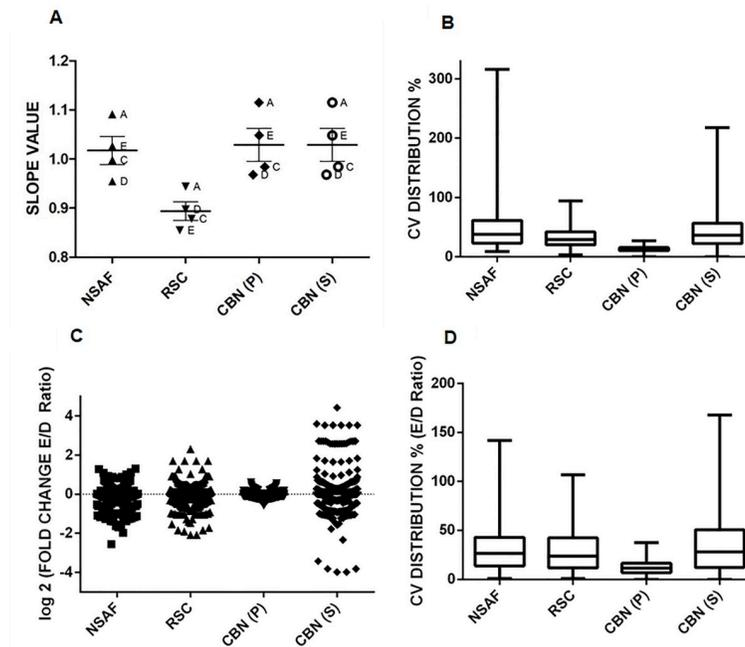 A
SLOPE VALUE
1.2
1.1
1.0
0.9
0.8
A
E
C
D
A
D
C
E
A
E
C
D
A
E
C
D
NSAF
RSC
CBN (P)
CBN (S)
B
CV DISTRIBUTION %
300
200
100
0
NSAF
RSC
CBN (P)
CBN (S)
C
log 2 (FOLD CHANGE E/D Ratio)
4
2
0
-2
-4
NSAF
RSC
CBN (P)
CBN (S)
D
CV DISTRIBUTION % (E/D Ratio)
200
150
100
50
0
NSAF
RSC
CBN (P)
CBN (S)